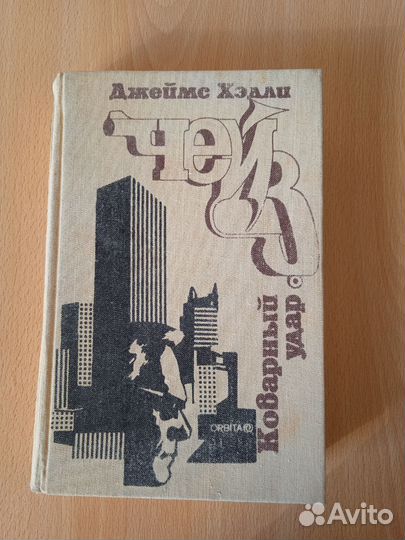 Джеймс Хэдли
Чейз
Коварный
удар
ORBITA
Avito